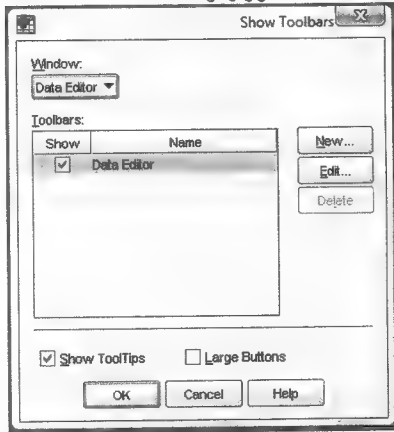 Show Toolbars
Window:
Data Editor
Toolbars:
Show Name
Data Editor
New...
Edit...
Delete
Show ToolTips Large Buttons
OK Cancel Help